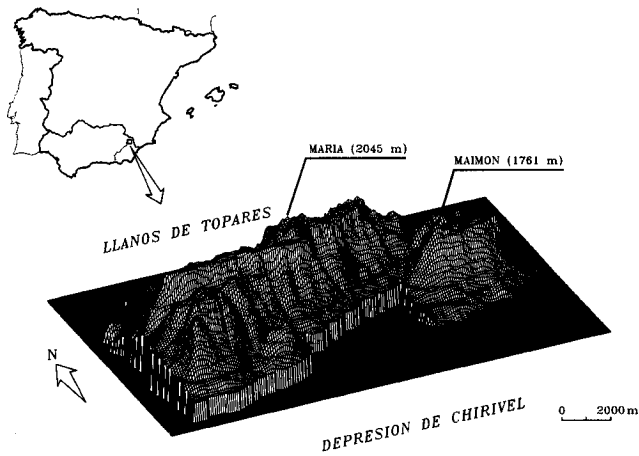 MARIA (2045 m)
MAIMON (1761 m)
LLANOS DE TOPARES
N
DEPRESION DE CHIRIVEL
0 2000 m